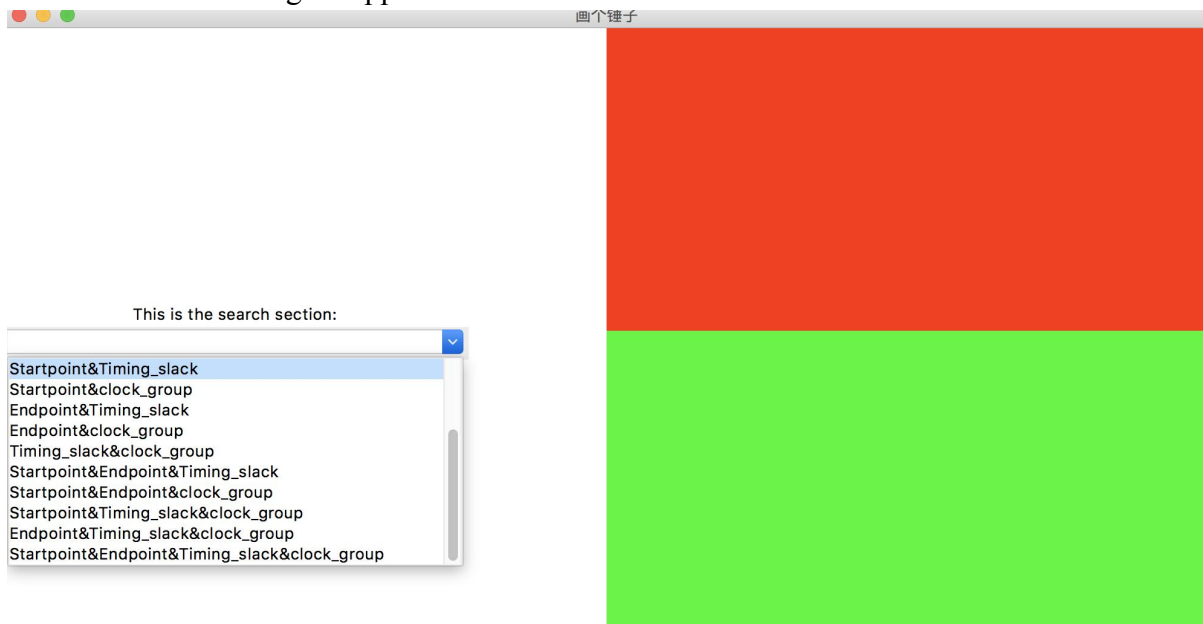 画个锤子
This is the search section:
Startpoint&Timing_slack
Startpoint&clock_group
Endpoint&Timing_slack
Endpoint&clock_group
Timing_slack&clock_group
Startpoint&Endpoint&Timing_slack
Startpoint&Endpoint&clock_group
Startpoint&Timing_slack&clock_group
Endpoint&Timing_slack&clock_group
Startpoint&Endpoint&Timing_slack&clock_group